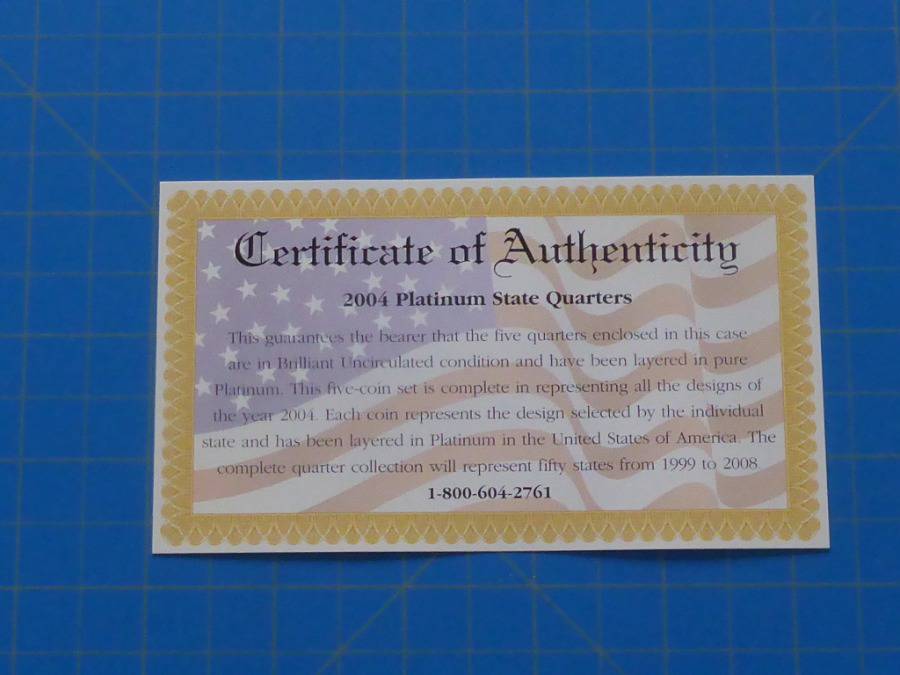 Certificate of Authenticity
2004 Platinum State Quarters
This guarantees the bearer that the five quarters enclosed in this case
are in Brilliant Uncirculated condition and have been layered in pure
Platinum. This five-coin set is complete in representing all the designs of
the year 2004. Each coin represents the design selected by the individual
state and has been layered in Platinum in the United States of America. The
complete quarter collection will represent fifty states from 1999 to 2008.
1-800-604-2761